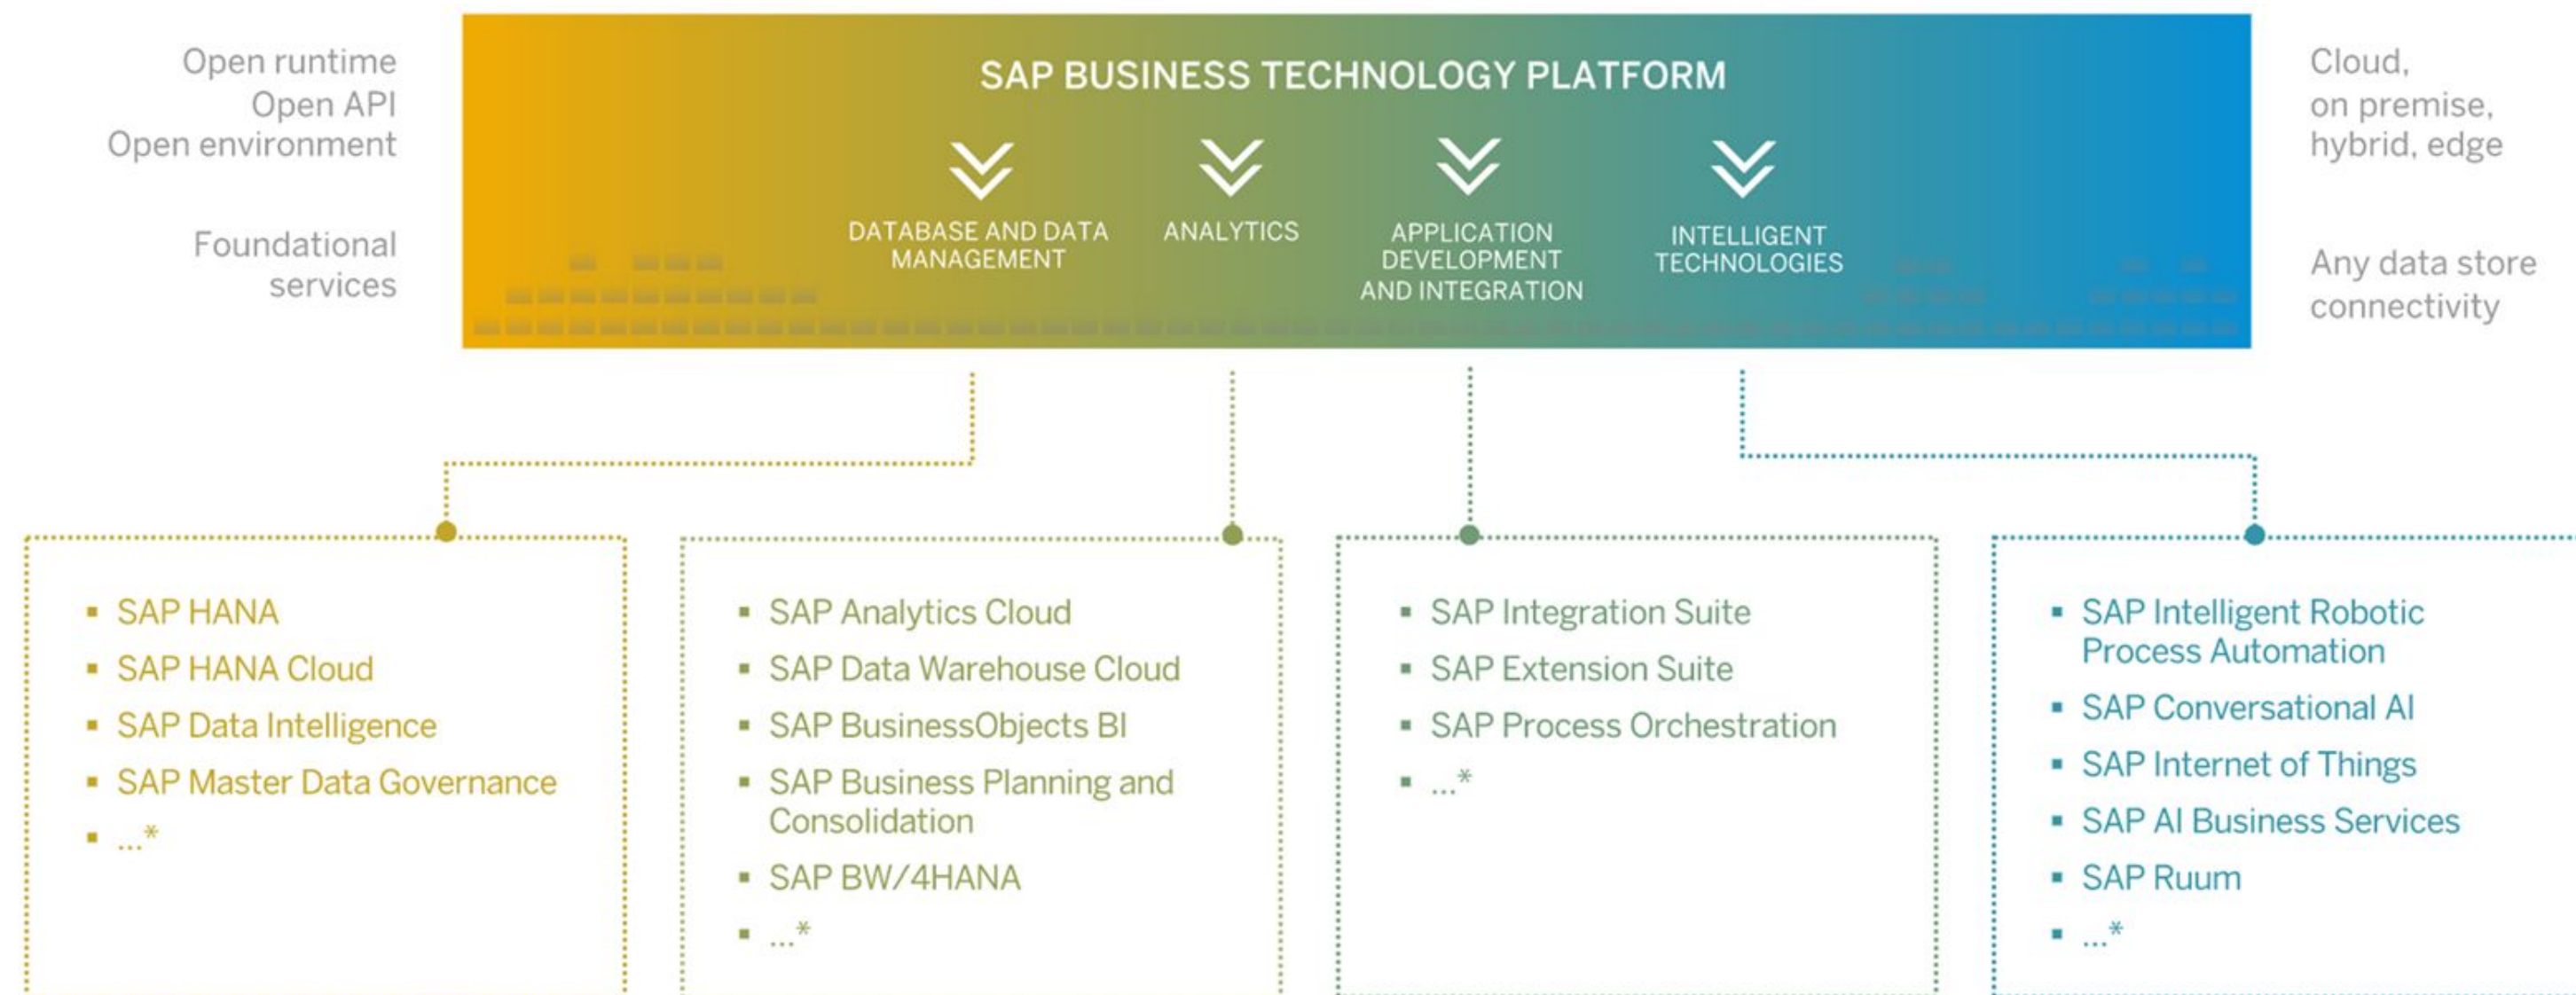 Open runtime
Open API
Open environment
Foundational
services
SAP BUSINESS TECHNOLOGY PLATFORM
DATABASE AND DATA
MANAGEMENT
ANALYTICS
APPLICATION
DEVELOPMENT
AND INTEGRATION
INTELLIGENT
TECHNOLOGIES
Cloud,
on premise,
hybrid, edge
Any data store
connectivity
▪ SAP HANA
▪ SAP HANA Cloud
▪ SAP Data Intelligence
▪ SAP Master Data Governance
▪ ...*
▪ SAP Analytics Cloud
▪ SAP Data Warehouse Cloud
▪ SAP BusinessObjects BI
▪ SAP Business Planning and
Consolidation
▪ SAP BW/4HANA
▪ ...*
▪ SAP Integration Suite
▪ SAP Extension Suite
▪ SAP Process Orchestration
▪ ...*
▪ SAP Intelligent Robotic
Process Automation
▪ SAP Conversational AI
▪ SAP Internet of Things
▪ SAP AI Business Services
▪ SAP Ruum
▪ ...*